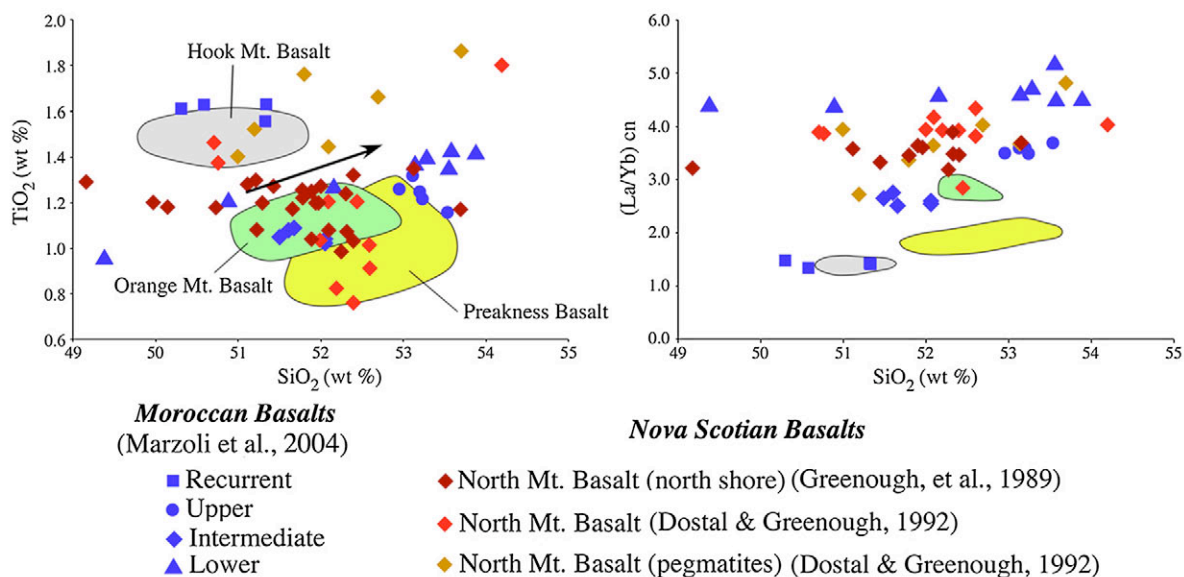 2.0
1.8
1.6
1.4
1.2
1.0
0.8
0.6
TiO2 (wt %)
Hook Mt. Basalt
Orange Mt. Basalt
Preakness Basalt
49 50 51 52 53 54 55
SiO2 (wt %)
6.0
5.0
4.0
3.0
2.0
1.0
0.0
(La/Yb) cn
49 50 51 52 53 54 55
SiO2 (wt %)
Moroccan Basalts
(Marzoli et al., 2004)
Recurrent
Upper
Intermediate
Lower
Nova Scotian Basalts
North Mt. Basalt (north shore) (Greenough, et al., 1989)
North Mt. Basalt (Dostal & Greenough, 1992)
North Mt. Basalt (pegmatites) (Dostal & Greenough, 1992)